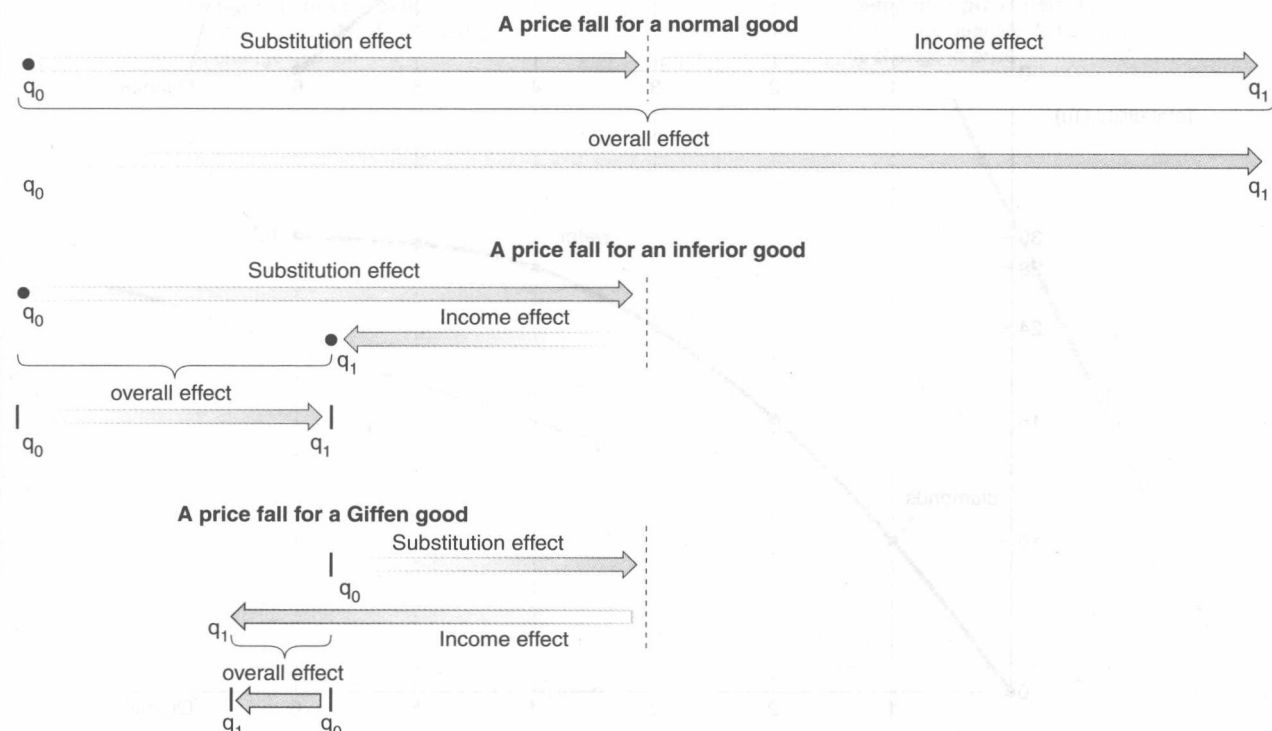 A price fall for a normal good
Substitution effect
Income effect
q0
q1
overall effect
q0
q1
A price fall for an inferior good
Substitution effect
q0
Income effect
q1
overall effect
q0
q1
A price fall for a Giffen good
Substitution effect
q0
q1
Income effect
overall effect
q1
q0
diamonds